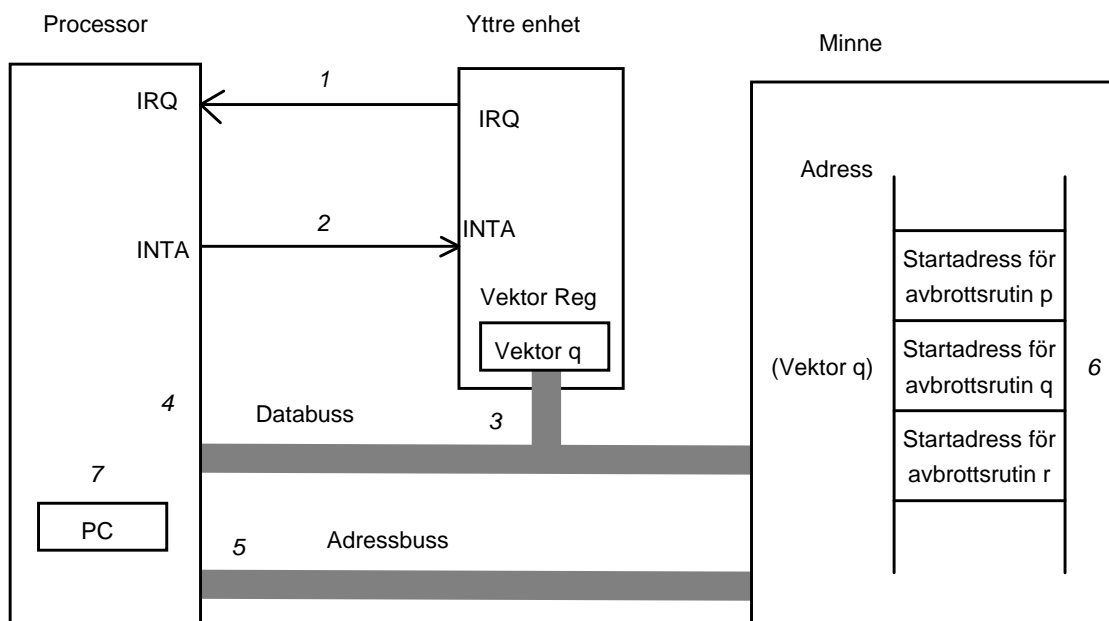 Processor
Yttre enhet
Minne
1
IRQ
IRQ
Adress
2
INTA
INTA
Startadress för
avbrottsrutin p
Vektor Reg
Vektor q
(Vektor q)
Startadress för
avbrottsrutin q
6
4
Databuss
3
Startadress för
avbrottsrutin r
7
PC
5
Adressbuss